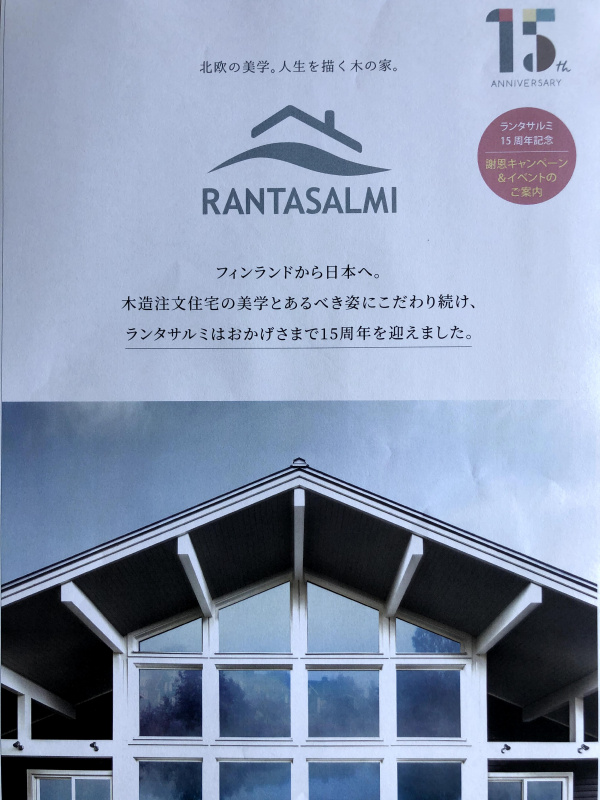 北欧の美学。人生を描く木の家。
15th
ANNIVERSARY
ランタサルミ
15周年記念
謝恩キャンペーン
&イベントの
ご案内
RANTASALMI
フィンランドから日本へ。
木造注文住宅の美学とあるべき姿にこだわり続け、
ランタサルミはおかげさまで15周年を迎えました。